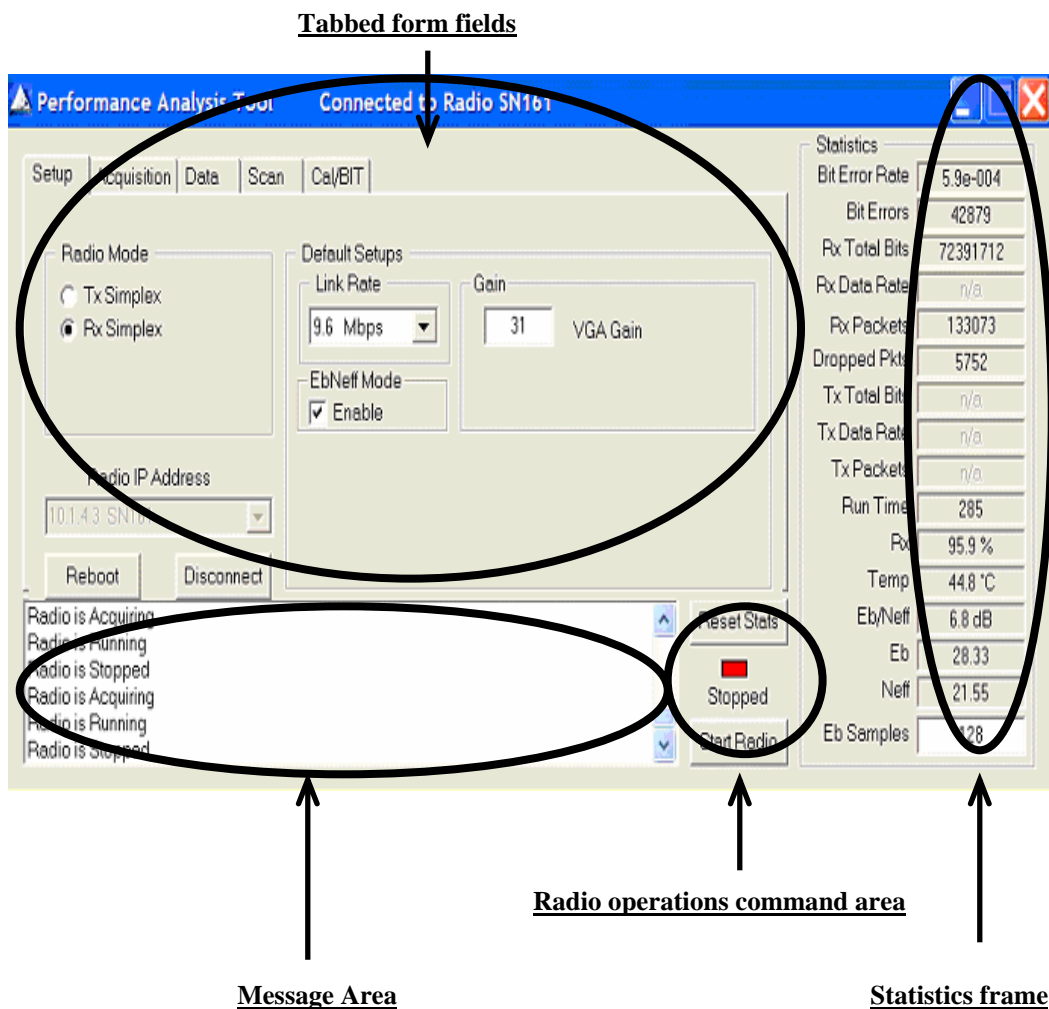 Tabbed form fields
Performance Analysis Tool Connected to Radio SN161
Setup Acquisition Data Scan Cal/BIT
Radio Mode
Tx Simplex
Rx Simplex
Default Setups
Link Rate
9.6 Mbps
Gain
31 VGA Gain
EbNeff Mode
Enable
Radio IP Address
10.1.4.3 SN161
Reboot Disconnect
Radio is Acquiring
Radio is Running
Radio is Stopped
Radio is Acquiring
Radio is Running
Radio is Stopped
Reset Stats
Stopped
Start Radio
Statistics
Bit Error Rate 5.9e-004
Bit Errors 42879
Rx Total Bits 72391712
Rx Data Rate n/a
Rx Packets 133073
Dropped Pkts 5752
Tx Total Bits n/a
Tx Data Rate n/a
Tx Packets n/a
Run Time 285
Rx 95.9 %
Temp 44.8 °C
Eb/Neff 6.8 dB
Eb 28.33
Neff 21.55
Eb Samples 128
Radio operations command area
Message Area
Statistics frame